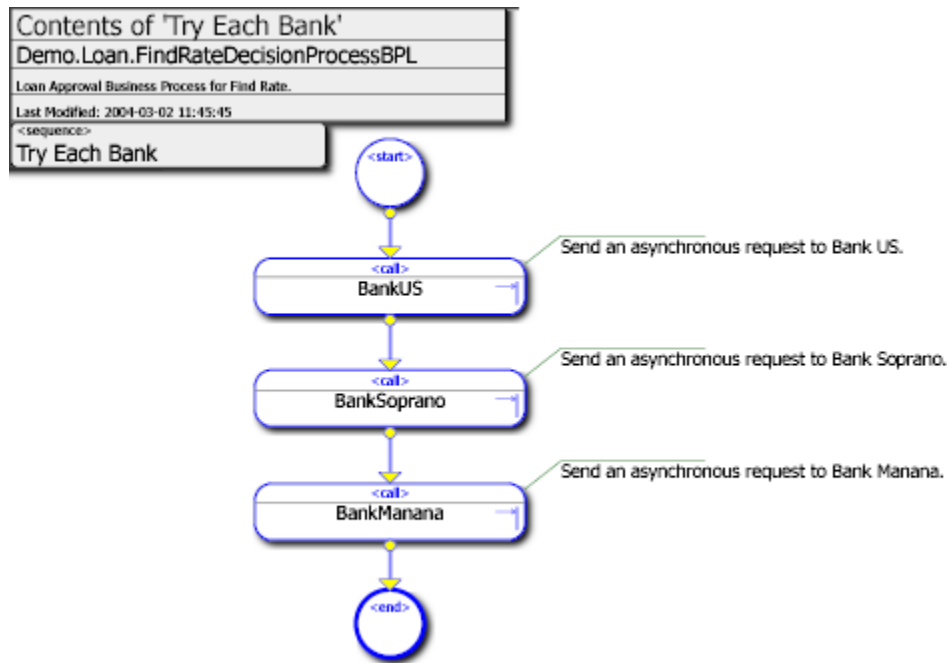 Contents of 'Try Each Bank'
Demo.Loan.FindRateDecisionProcessBPL
Loan Approval Business Process for Find Rate.
Last Modified: 2004-03-02 11:45:45
<sequence>
Try Each Bank
<start>
Send an asynchronous request to Bank US.
<call>
BankUS
Send an asynchronous request to Bank Soprano.
<call>
BankSoprano
Send an asynchronous request to Bank Manana.
<call>
BankManana
<end>